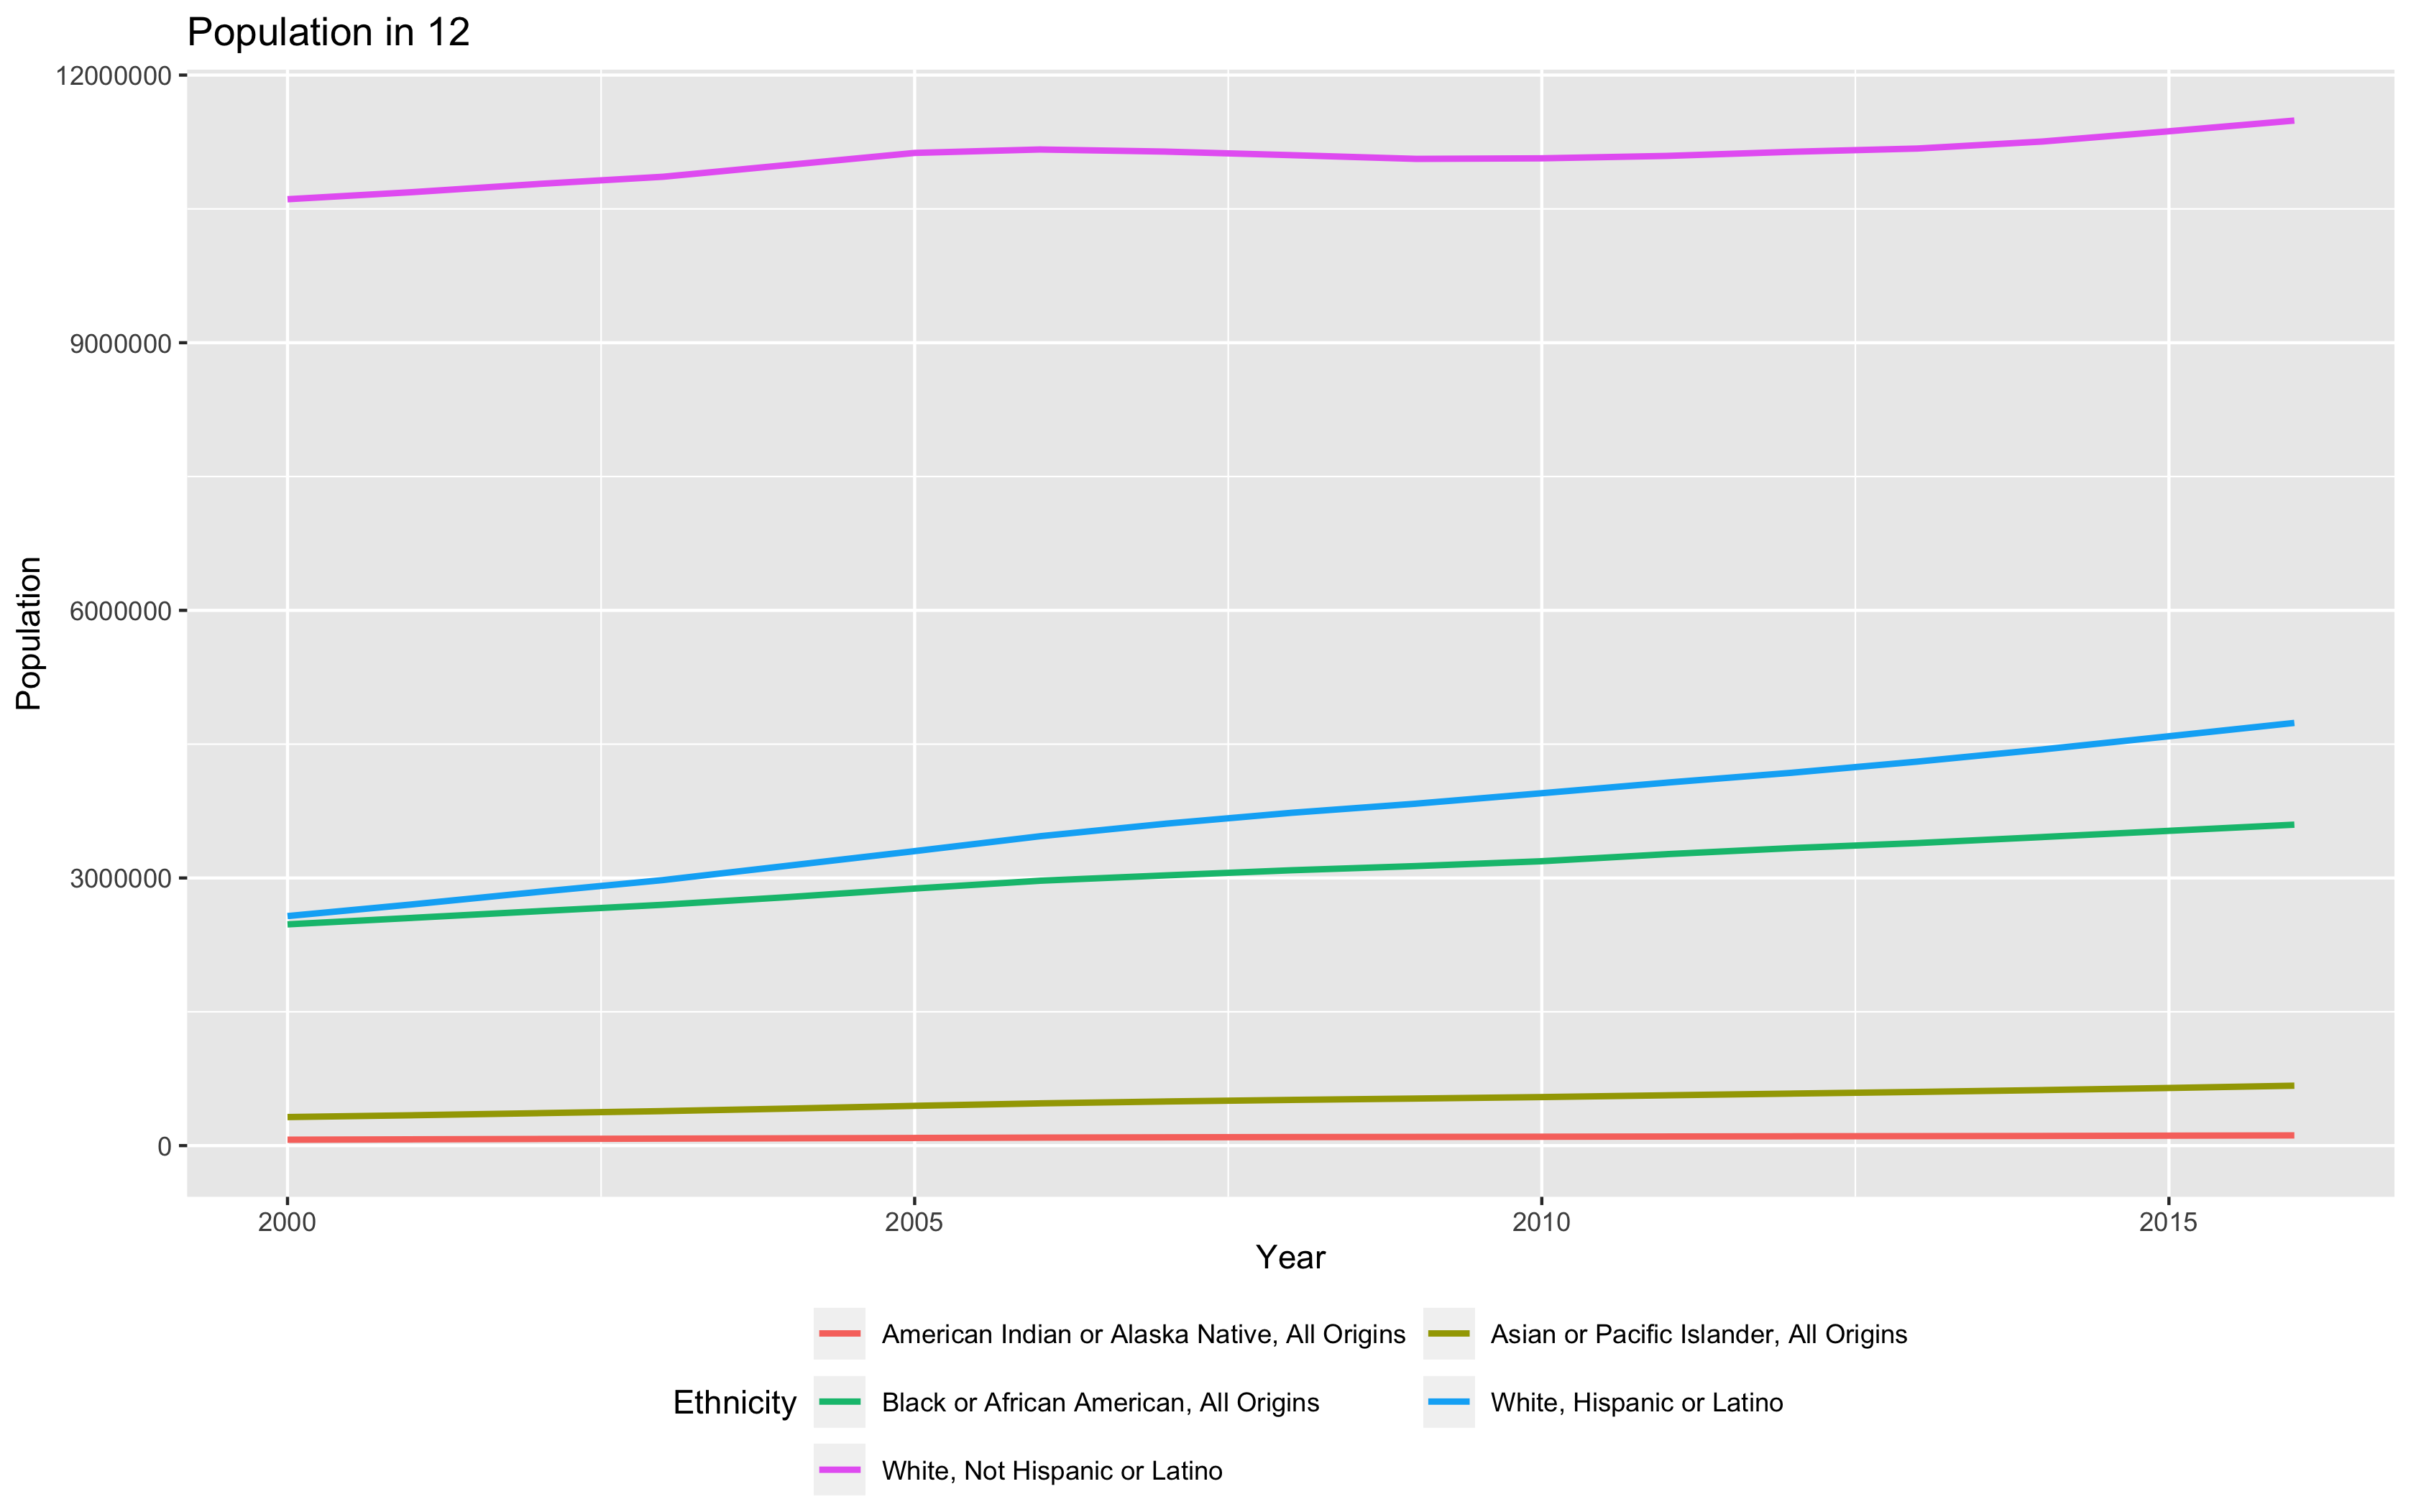 Population in 12
12000000
9000000
6000000
3000000
0
Population
2000 2005 2010 2015
Year
Ethnicity
American Indian or Alaska Native, All Origins
Asian or Pacific Islander, All Origins
Black or African American, All Origins
White, Hispanic or Latino
White, Not Hispanic or Latino